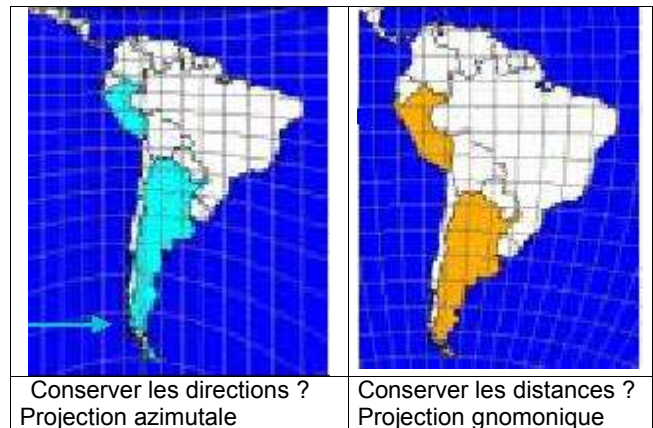 Conserver les directions ?
Projection azimutale
Conserver les distances ?
Projection gnomonique